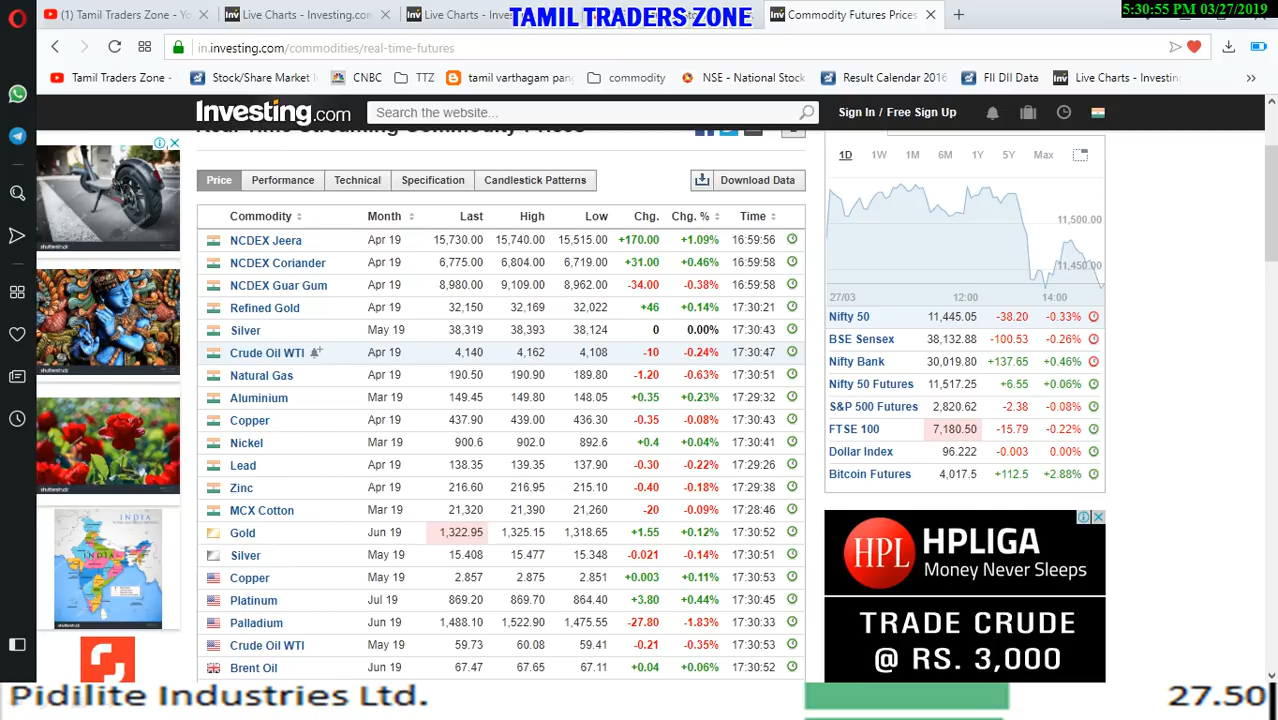 (1) Tamil Traders Zone - Yo
Live Charts - Investing.com
TAMIL TRADERS ZONE
Commodity Futures Prices
5:30:55 PM 03/27/2019
in.investing.com/commodities/real-time-futures
Tamil Traders Zone -
Stock/Share Market I
CNBC
TTZ
tamil varthagam pang
commodity
NSE - National Stock
Result Calendar 2016
FII DII Data
Live Charts - Investin
Investing.com
Search the website...
Sign In / Free Sign Up
Price Performance Technical Specification Candlestick Patterns Download Data
Commodity Month Last High Low Chg. Chg. % Time
NCDEX Jeera Apr 19 15,730.00 15,740.00 15,515.00 +170.00 +1.09% 16:59:56
NCDEX Coriander Apr 19 6,777.00 6,804.00 6,719.00 +31.00 +0.46% 16:59:58
NCDEX Guar Gum Apr 19 8,980.00 9,109.00 8,962.00 -34.00 -0.38% 16:59:58
Refined Gold Apr 19 32,150 32,169 32,022 +46 +0.14% 17:30:21
Silver May 19 38,319 38,393 38,124 0 0.00% 17:30:43
Crude Oil WTI Apr 19 4,140 4,162 4,108 -10 -0.24% 17:30:47
Natural Gas Apr 19 190.30 190.90 189.80 -1.20 -0.63% 17:30:51
Aluminium Mar 19 149.45 149.80 148.05 +0.35 +0.23% 17:29:32
Copper Apr 19 437.90 439.00 436.30 -0.35 -0.08% 17:30:43
Nickel Mar 19 900.6 902.0 892.6 +0.4 +0.04% 17:30:41
Lead Apr 19 138.35 139.35 137.90 -0.30 -0.22% 17:29:26
Zinc Apr 19 216.95 215.10 -0.40 -0.18%
MCX Cotton Apr 19 21,320 21,390 21,260 -20 -0.09% 17:28:46
Gold Jun 19 1,322.95 1,325.15 1,318.65 +1.55 +0.12% 17:30:52
Silver May 19 15.408 15.477 15.348 -0.021 -0.14% 17:30:51
Copper May 19 2.857 2.875 2.851 +0.003 +0.11% 17:30:53
Platinum Jul 19 869.20 869.70 864.40 +3.80 +0.44% 17:30:45
Palladium Jun 19 1,488.10 1,522.90 -27.80 -1.83% 17:30:50
Crude Oil WTI May 19 59.73 60.08 59.41 -0.21 -0.35% 17:30:53
Brent Oil Jun 19 67.47 67.65 67.11 +0.04 +0.06% 17:30:52
1D 1W 1M 6M 1Y 5Y Max
11,500.00
11,450.00
27/03 12:00 14:00
Nifty 50 11,445.05 -38.20 -0.33%
BSE Sensex 38,132.88 -100.53 -0.26%
Nifty Bank 30,019.80 +137.65 +0.46%
Nifty 50 Futures 11,517.25 +6.55 +0.06%
S&P 500 Futures 2,820.62 -2.38 -0.08%
FTSE 100 7,180.50 -15.79 -0.22%
Dollar Index 96.222 -0.003 0.00%
Bitcoin Futures 4,017.5 +112.5 +2.88%
HPL
HPLIGA
Money Never Sleeps
TRADE CRUDE
@ RS. 3,000
INDIA
INDIA
Pidilite Industries Ltd. 27.50